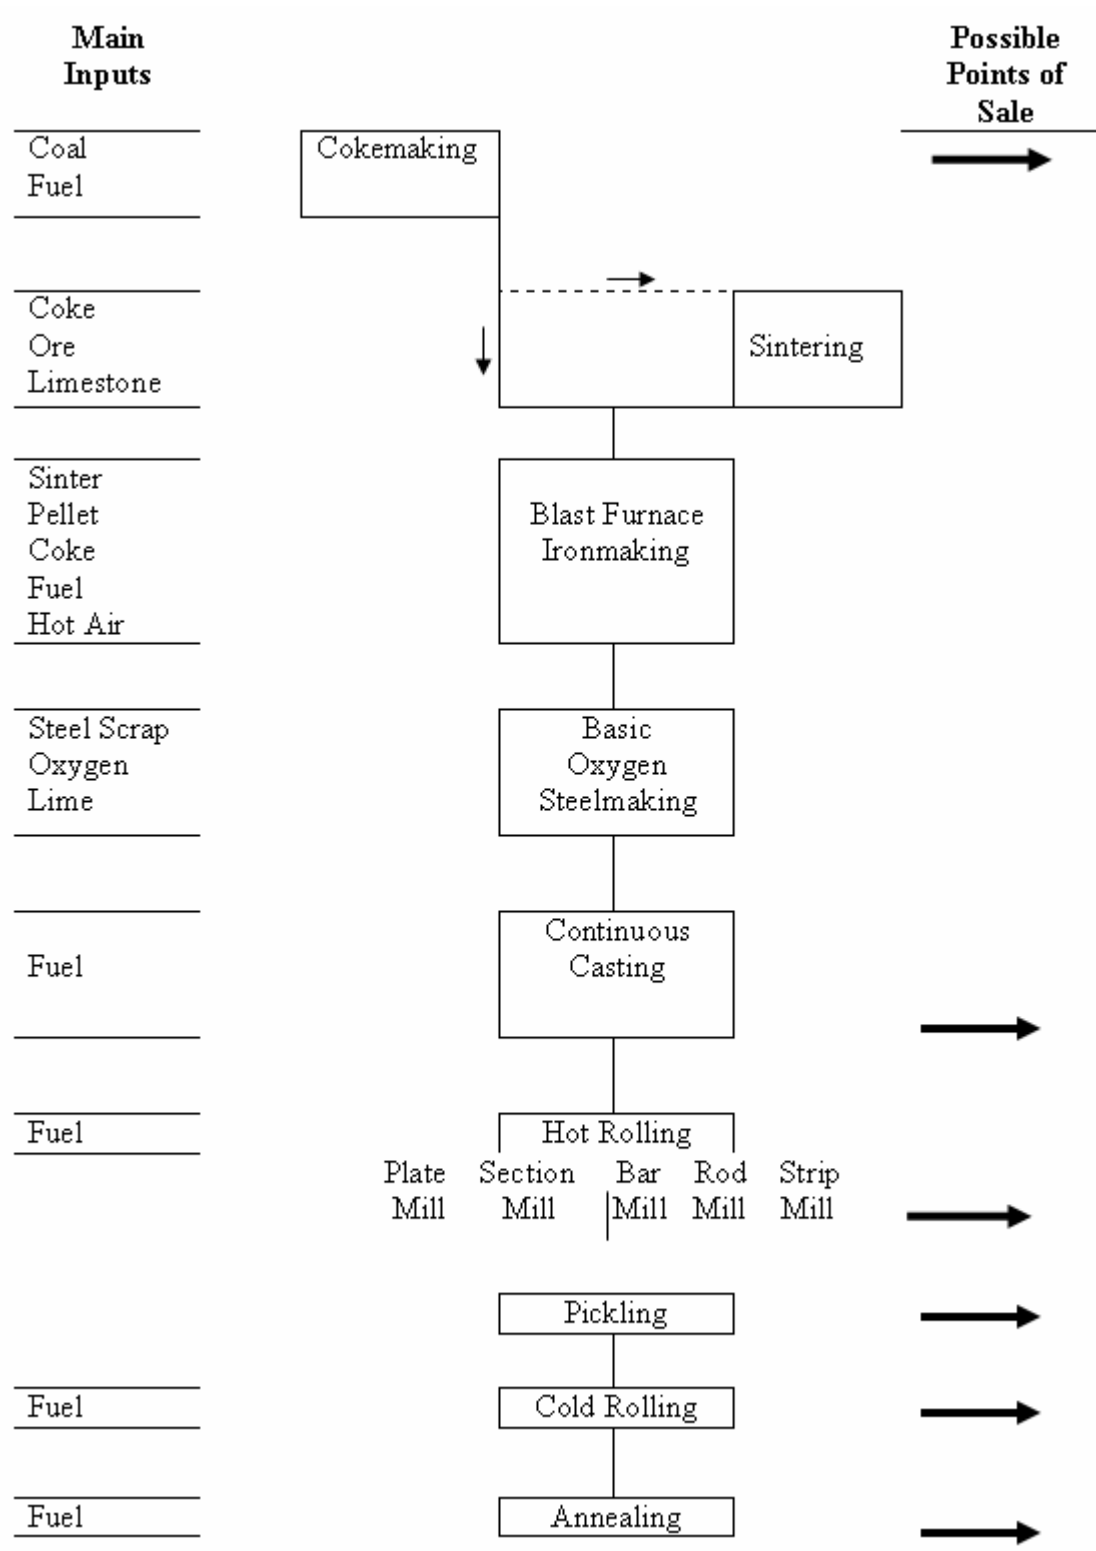 Main
Inputs
Possible
Points of
Sale
Coal
Fuel
Cokemaking
Coke
Ore
Limestone
Sintering
Sinter
Pellet
Coke
Fuel
Hot Air
Blast Furnace
Ironmaking
Steel Scrap
Oxygen
Lime
Basic
Oxygen
Steelmaking
Fuel
Continuous
Casting
Fuel
Hot Rolling
Plate Section Bar Rod Strip
Mill Mill Mill Mill Mill
Pickling
Fuel
Cold Rolling
Fuel
Annealing